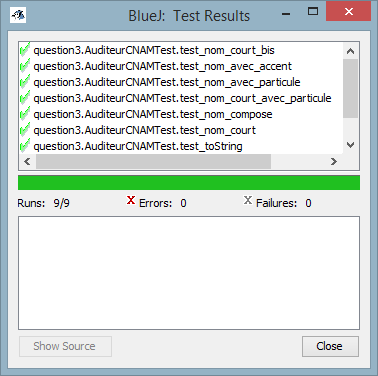 BlueJ: Test Results
question3.AuditeurCNAMTest.test_nom_court_bis
question3.AuditeurCNAMTest.test_nom_avec_accent
question3.AuditeurCNAMTest.test_nom_avec_particule
question3.AuditeurCNAMTest.test_nom_court_avec_particule
question3.AuditeurCNAMTest.test_nom_compose
question3.AuditeurCNAMTest.test_nom_court
question3.AuditeurCNAMTest.test_toString
Runs: 9/9 X Errors: 0 X Failures: 0
Show Source Close